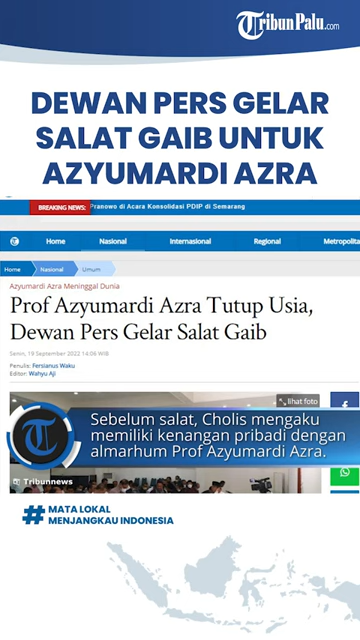 TribunPalu.com
DEWAN PERS GELAR
SALAT GAIB UNTUK
AZYUMARDI AZRA
BREAKING NEWS:
Pranowo di Acara Konsolidasi PDIP di Semarang
Home Nasional Internasional Regional Metropolita
Home Nasional Umum
Azyumardi Azra Meninggal Dunia
Prof Azyumardi Azra Tutup Usia,
Dewan Pers Gelar Salat Gaib
Senin, 19 September 2022 14:06 WIB
Penulis: Fersianus Waku
Editor: Wahyu Aji
lihat foto
Sebelum salat, Cholis mengaku
memiliki kenangan pribadi dengan
almarhum Prof Azyumardi Azra.
Tribunnews
# MATA LOKAL
MENJANGKAU INDONESIA